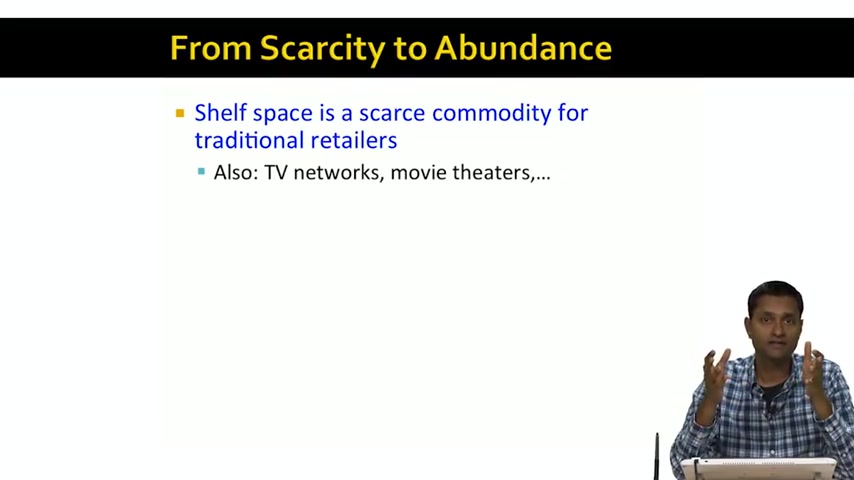 From Scarcity to Abundance
Shelf space is a scarce commodity for
traditional retailers
Also: TV networks, movie theaters,…